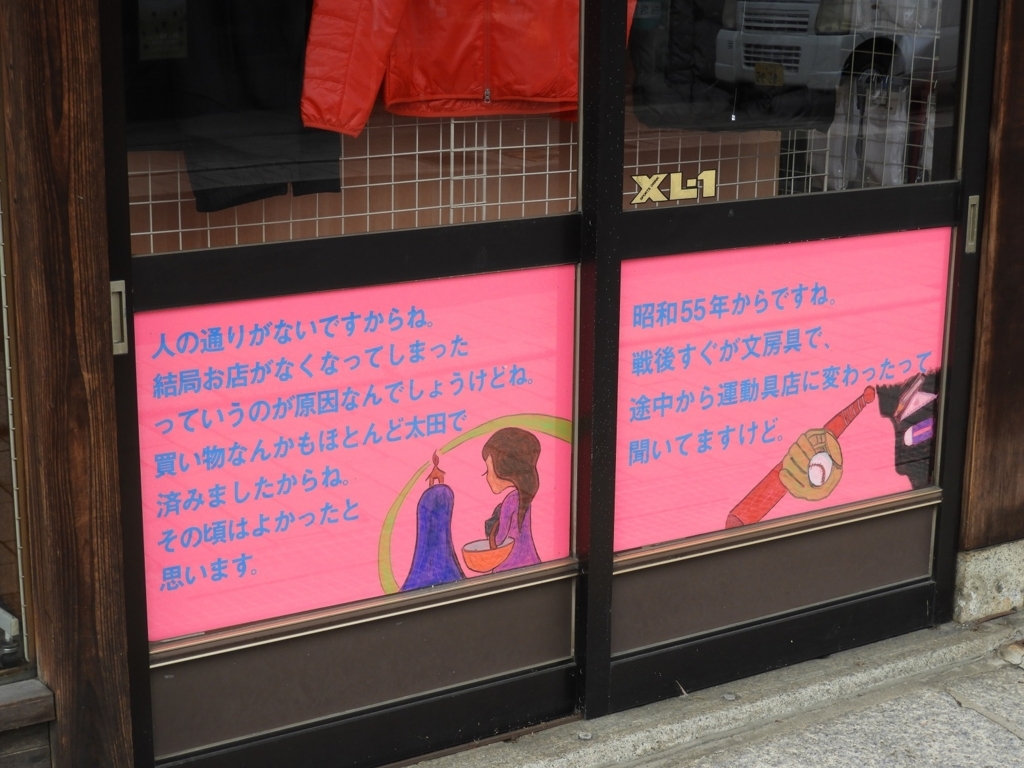 XL-1
人の通りがないですからね。
結局お店がなくなってしまった
っていうのが原因なんでしょうけどね。
買い物なんかもほとんど太田で
済みましたからね。
その頃はよかったと
思います。
昭和55年からですね。
戦後すぐが文房具で、
途中から運動具店に変わったって
聞いてますけど。